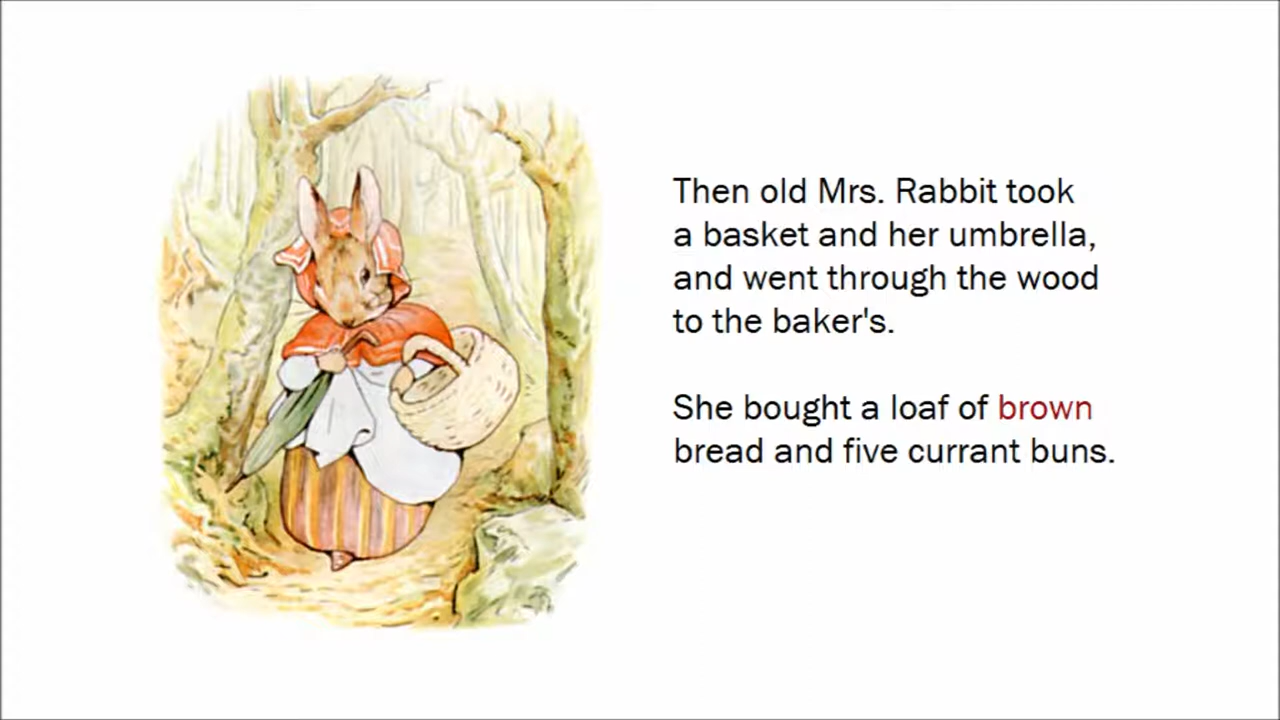 Then old Mrs. Rabbit took
a basket and her umbrella,
and went through the wood
to the baker's.
She bought a loaf of brown
bread and five currant buns.